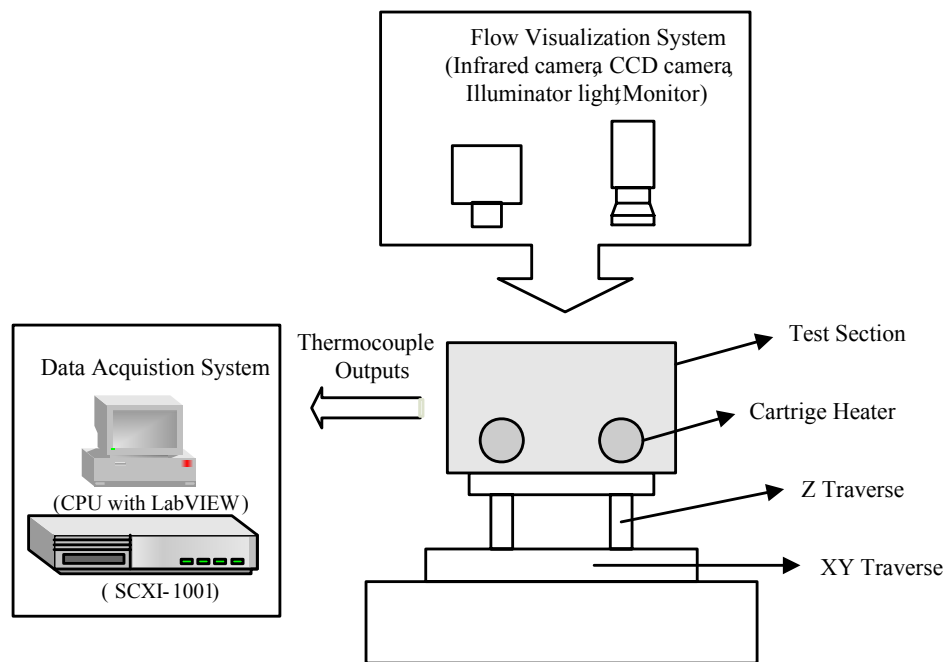 Flow Visualization System
(Infrared camera, CCD camera,
Illuminator light, Monitor)
Thermocouple
Outputs
Test Section
Data Acquistion System
Cartrige Heater
(CPU with LabVIEW)
Z Traverse
(SCXI-1001)
XY Traverse